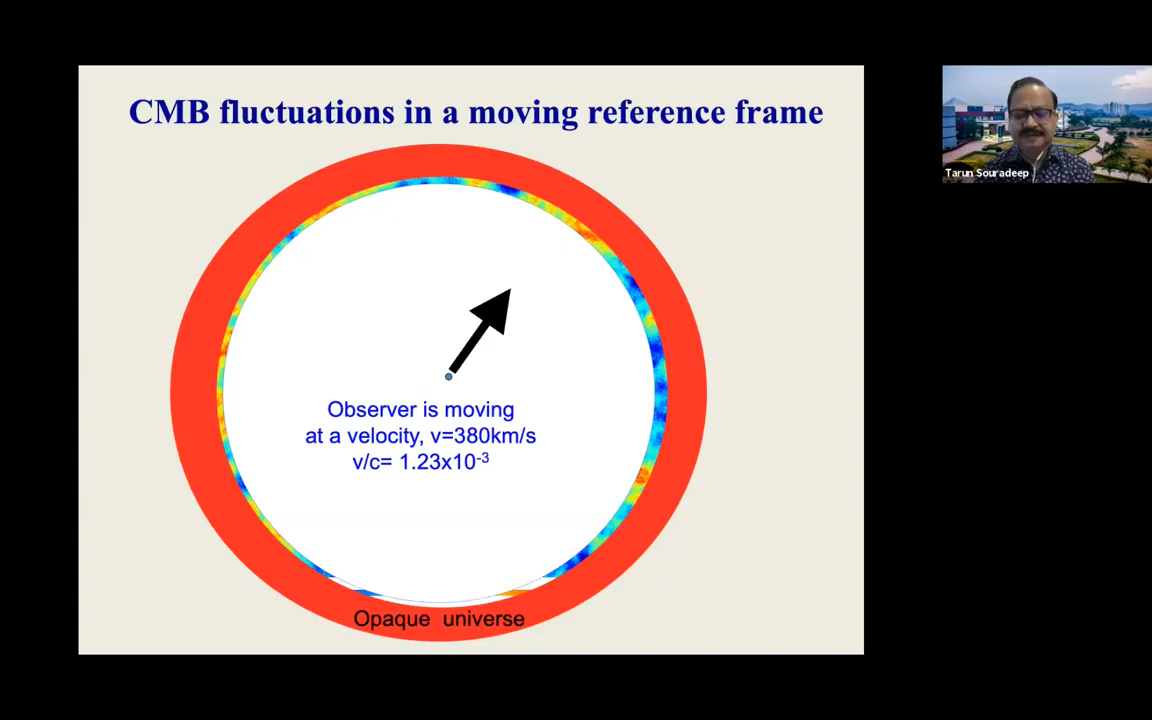 CMB fluctuations in a moving reference frame
Tarun Souradeep
Observer is moving
at a velocity, v=380km/s
v/c= 1.23x10⁻³
Opaque universe